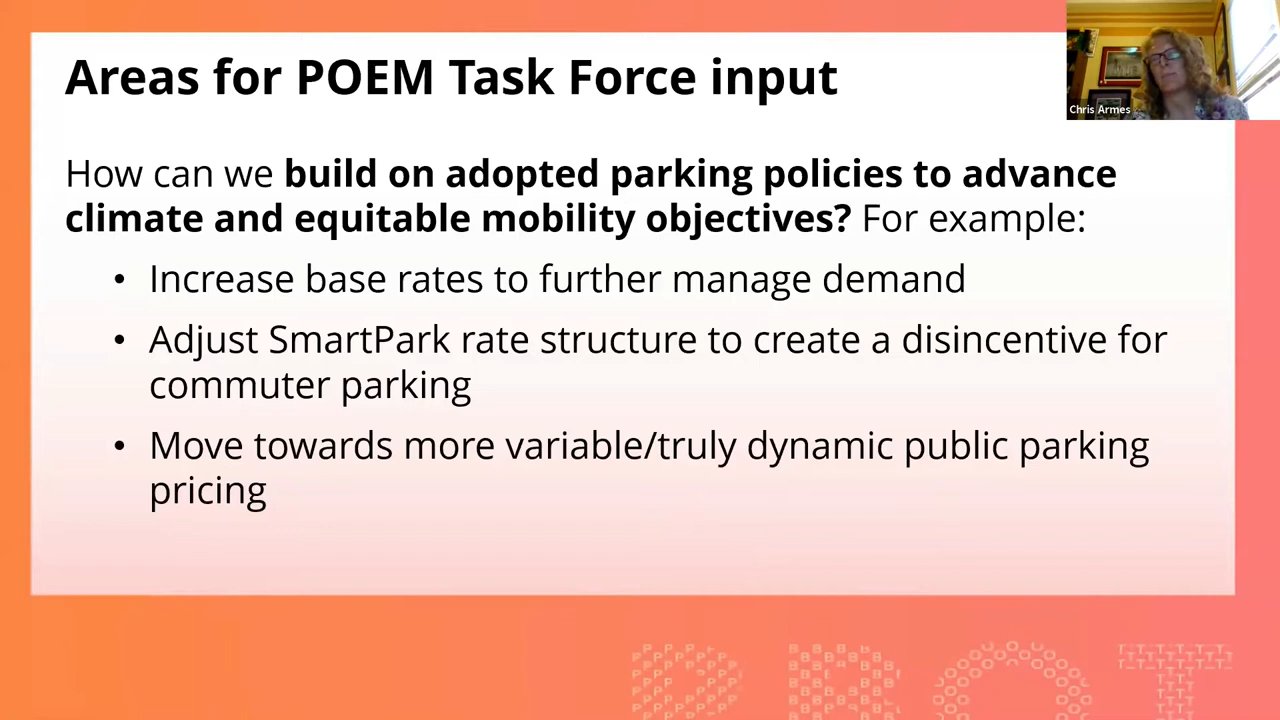 Areas for POEM Task Force input
Chris Armes
How can we build on adopted parking policies to advance
climate and equitable mobility objectives? For example:
• Increase base rates to further manage demand
• Adjust SmartPark rate structure to create a disincentive for
commuter parking
• Move towards more variable/truly dynamic public parking
pricing
PBOT